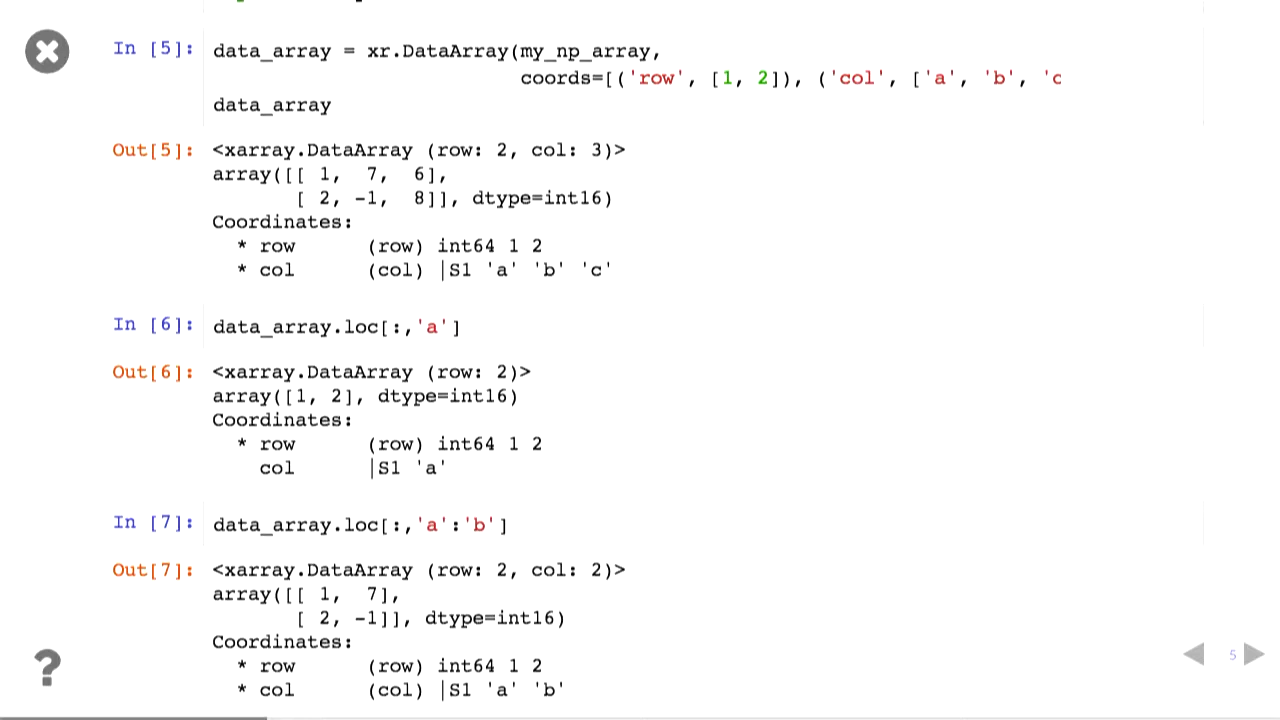 In [5]: data_array = xr.DataArray(my_np_array,
coords=[('row', [1, 2]), ('col', ['a', 'b', 'c
data_array
Out[5]: <xarray.DataArray (row: 2, col: 3)>
array([[ 1,  7,  6],
[ 2, -1,  8]], dtype=int16)
Coordinates:
* row      (row) int64 1 2
* col      (col) |S1 'a' 'b' 'c'
In [6]: data_array.loc[:,'a']
Out[6]: <xarray.DataArray (row: 2)>
array([1, 2], dtype=int16)
Coordinates:
* row      (row) int64 1 2
col      |S1 'a'
In [7]: data_array.loc[:,'a':'b']
Out[7]: <xarray.DataArray (row: 2, col: 2)>
array([[ 1,  7],
[ 2, -1]], dtype=int16)
Coordinates:
* row      (row) int64 1 2
* col      (col) |S1 'a' 'b'
?
5